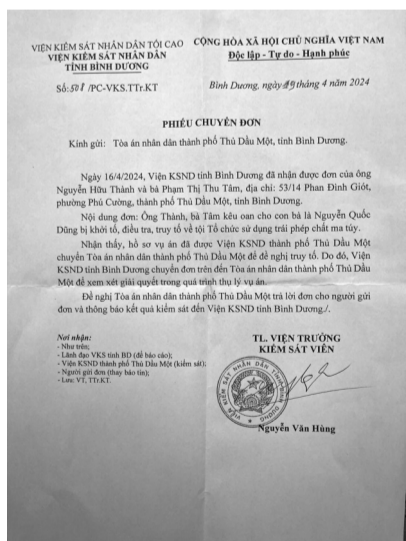 VIỆN KIỂM SÁT NHÂN DÂN TỐI CAO
VIỆN KIỂM SÁT NHÂN DÂN
TỈNH BÌNH DƯƠNG
Số: 501 /PC-VKS.TTr.KT
CỘNG HÒA XÃ HỘI CHỦ NGHĨA VIỆT NAM
Độc lập - Tự do - Hạnh phúc
Bình Dương, ngày 19 tháng 4 năm 2024
PHIẾU CHUYỂN ĐƠN
Kính gửi: Tòa án nhân dân thành phố Thủ Dầu Một, tỉnh Bình Dương.
Ngày 16/4/2024, Viện KSND tỉnh Bình Dương đã nhận được đơn của ông
Nguyễn Hữu Thành và bà Phạm Thị Thu Tâm, địa chỉ: 53/14 Phan Đình Giót,
phường Phú Cường, thành phố Thủ Dầu Một, tỉnh Bình Dương.
Nội dung đơn: Ông Thành, bà Tâm kêu oan cho con bà là Nguyễn Quốc
Dũng bị khởi tố, điều tra, truy tố về tội Tổ chức sử dụng trái phép chất ma túy.
Nhận thấy, hồ sơ vụ án đã được Viện KSND thành phố Thủ Dầu Một
chuyển Tòa án nhân dân thành phố Thủ Dầu Một để đề nghị truy tố. Do đó, Viện
KSND tỉnh Bình Dương chuyển đơn trên đến Tòa án nhân dân thành phố Thủ Dầu
Một để xem xét giải quyết trong quá trình thụ lý vụ án.
Đề nghị Tòa án nhân dân thành phố Thủ Dầu Một trả lời đơn cho người gửi
đơn và thông báo kết quả kiểm sát đến Viện KSND tỉnh Bình Dương./.
Nơi nhận:
- Như trên;
- Lãnh đạo VKS tỉnh BD (để báo cáo);
- Viện KSND thành phố Thủ Dầu Một (kiểm sát);
- Người gửi đơn (thay báo tin);
- Lưu: VT, TTr.KT.
TL. VIỆN TRƯỞNG
KIỂM SÁT VIÊN
Nguyễn Văn Hùng